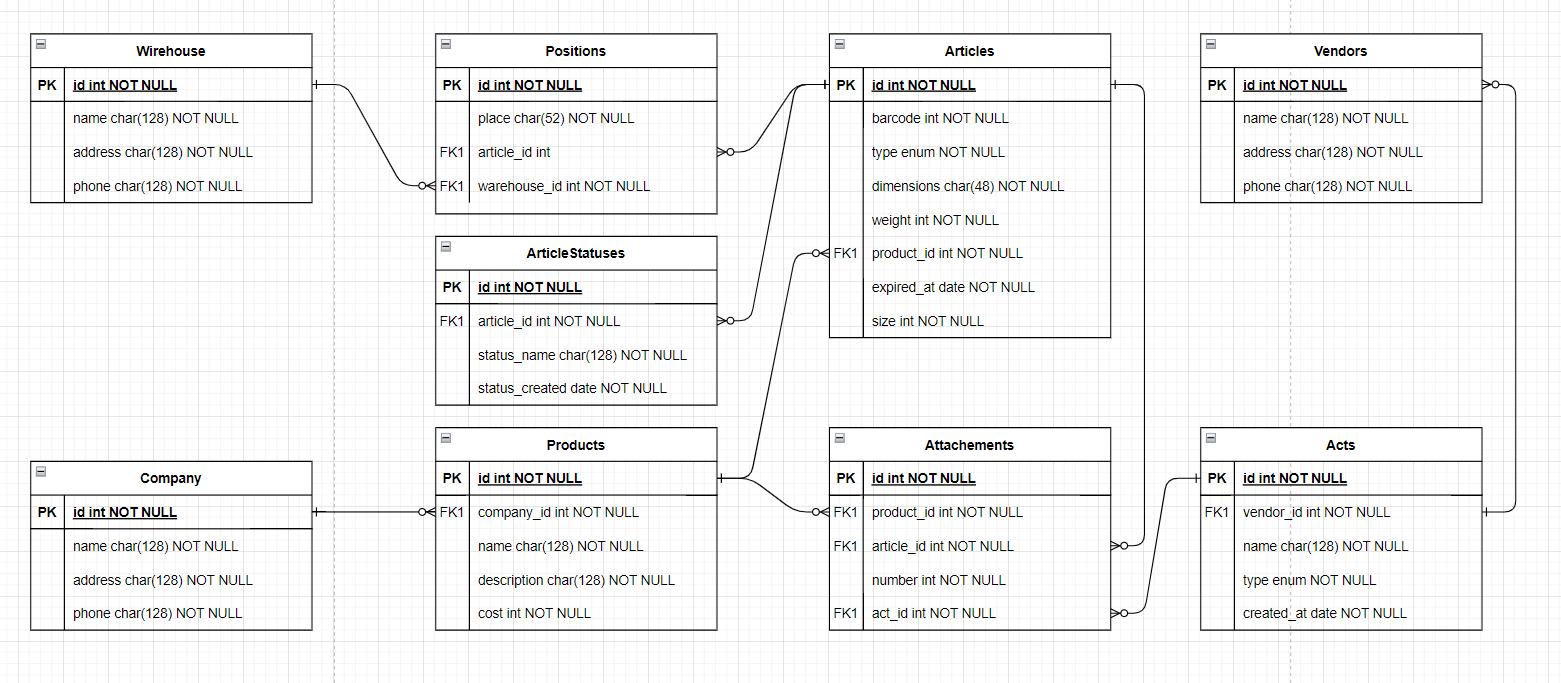 Wirehouse
PK id int NOT NULL
name char(128) NOT NULL
address char(128) NOT NULL
phone char(128) NOT NULL
Positions
PK id int NOT NULL
place char(52) NOT NULL
FK1 article_id int
FK1 warehouse_id int NOT NULL
Articles
PK id int NOT NULL
barcode int NOT NULL
type enum NOT NULL
dimensions char(48) NOT NULL
weight int NOT NULL
FK1 product_id int NOT NULL
expired_at date NOT NULL
size int NOT NULL
Vendors
PK id int NOT NULL
name char(128) NOT NULL
address char(128) NOT NULL
phone char(128) NOT NULL
ArticleStatuses
PK id int NOT NULL
FK1 article_id int NOT NULL
status_name char(128) NOT NULL
status_created date NOT NULL
Company
PK id int NOT NULL
name char(128) NOT NULL
address char(128) NOT NULL
phone char(128) NOT NULL
Products
PK id int NOT NULL
FK1 company_id int NOT NULL
name char(128) NOT NULL
description char(128) NOT NULL
cost int NOT NULL
Attachements
PK id int NOT NULL
FK1 product_id int NOT NULL
FK1 article_id int NOT NULL
number int NOT NULL
FK1 act_id int NOT NULL
Acts
PK id int NOT NULL
FK1 vendor_id int NOT NULL
name char(128) NOT NULL
type enum NOT NULL
created_at date NOT NULL